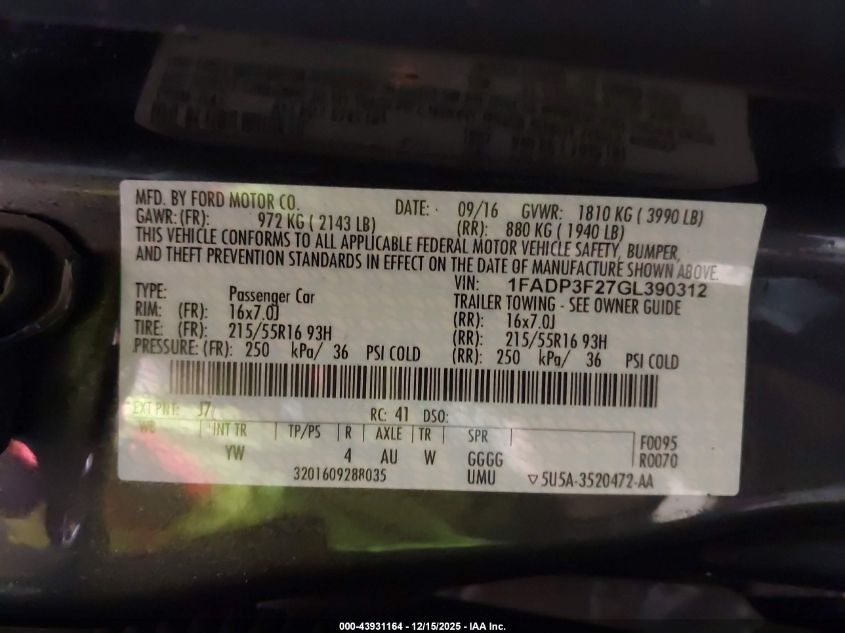 MFD. BY FORD MOTOR CO. DATE: 09/16 GVWR: 1810 KG ( 3990 LB)
GAWR: (FR): 972 KG ( 2143 LB) (RR): 880 KG ( 1940 LB)
THIS VEHICLE CONFORMS TO ALL APPLICABLE FEDERAL MOTOR VEHICLE SAFETY, BUMPER,
AND THEFT PREVENTION STANDARDS IN EFFECT ON THE DATE OF MANUFACTURE SHOWN ABOVE.
VIN: 1FADP3F27GL390312
TYPE: Passenger Car TRAILER TOWING - SEE OWNER GUIDE
RIM: (FR): 16x7.0J (RR): 16x7.0J
TIRE: (FR): 215/55R16 93H (RR): 215/55R16 93H
PRESSURE: (FR): 250 kPa/ 36 PSI COLD (RR): 250 kPa/ 36 PSI COLD
EXT PNT: J7 RC: 41 DSO:
WB INT TR TP/PS R AXLE TR SPR F0095
YW 4 AU W GGGG R0070
3201609288035 UMU ▽5U5A-3520472-AA
000-43931164 - 12/15/2025 - IAA Inc.